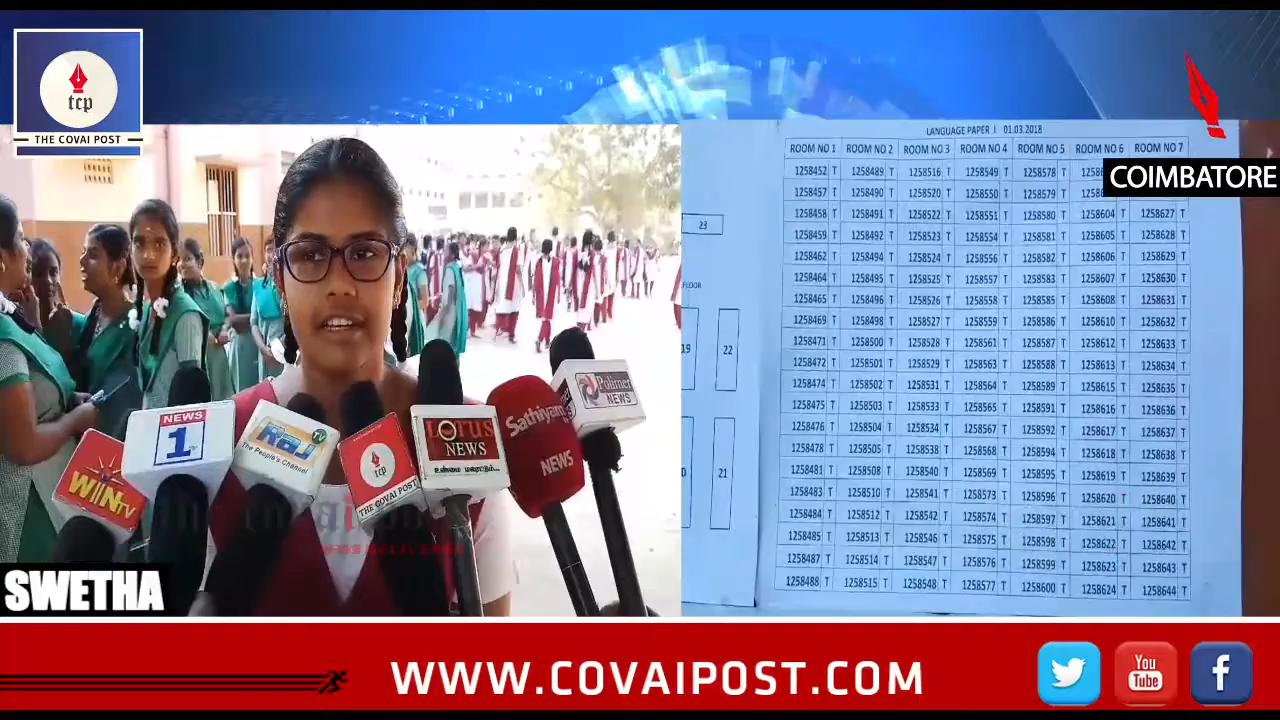 tcp
THE COVAI POST
COIMBATORE
LANGUAGE PAPER I 01.03.2018
ROOM NO 1 ROOM NO 2 ROOM NO 3 ROOM NO 4 ROOM NO 5 ROOM NO 6 ROOM NO 7
1258452 T 1258489 T 1258516 T 1258549 T 1258578 T
1258457 T 1258490 T 1258520 T 1258550 T 1258579 T
1258458 T 1258491 T 1258522 T 1258551 T 1258580 T 1258604 T 1258627 T
1258459 T 1258492 T 1258523 T 1258554 T 1258581 T 1258605 T 1258628 T
1258462 T 1258494 T 1258524 T 1258556 T 1258582 T 1258606 T 1258629 T
1258464 T 1258495 T 1258525 T 1258557 T 1258583 T 1258607 T 1258630 T
1258465 T 1258496 T 1258526 T 1258558 T 1258585 T 1258608 T 1258631 T
1258469 T 1258498 T 1258527 T 1258559 T 1258586 T 1258610 T 1258632 T
1258471 T 1258500 T 1258528 T 1258561 T 1258587 T 1258612 T 1258633 T
1258472 T 1258501 T 1258529 T 1258563 T 1258588 T 1258613 T 1258634 T
1258474 T 1258502 T 1258531 T 1258564 T 1258589 T 1258615 T 1258635 T
1258475 T 1258503 T 1258533 T 1258565 T 1258591 T 1258616 T 1258636 T
1258476 T 1258504 T 1258534 T 1258567 T 1258592 T 1258617 T 1258637 T
1258478 T 1258505 T 1258538 T 1258568 T 1258594 T 1258618 T 1258638 T
1258481 T 1258508 T 1258540 T 1258569 T 1258595 T 1258619 T 1258639 T
1258483 T 1258510 T 1258541 T 1258573 T 1258596 T 1258620 T 1258640 T
1258484 T 1258512 T 1258542 T 1258574 T 1258597 T 1258621 T 1258641 T
1258485 T 1258513 T 1258546 T 1258575 T 1258598 T 1258622 T 1258642 T
1258487 T 1258514 T 1258547 T 1258576 T 1258599 T 1258623 T 1258643 T
1258488 T 1258515 T 1258548 T 1258577 T 1258600 T 1258624 T 1258644 T
23
22
21
WIN TV
NEWS
1
Raj TV
The People's Channel
tcp
THE COVAI POST
LOTUS
NEWS
Sathiyam
NEWS
Polimer
NEWS
SWETHA
WWW.COVAIPOST.COM
You
Tube